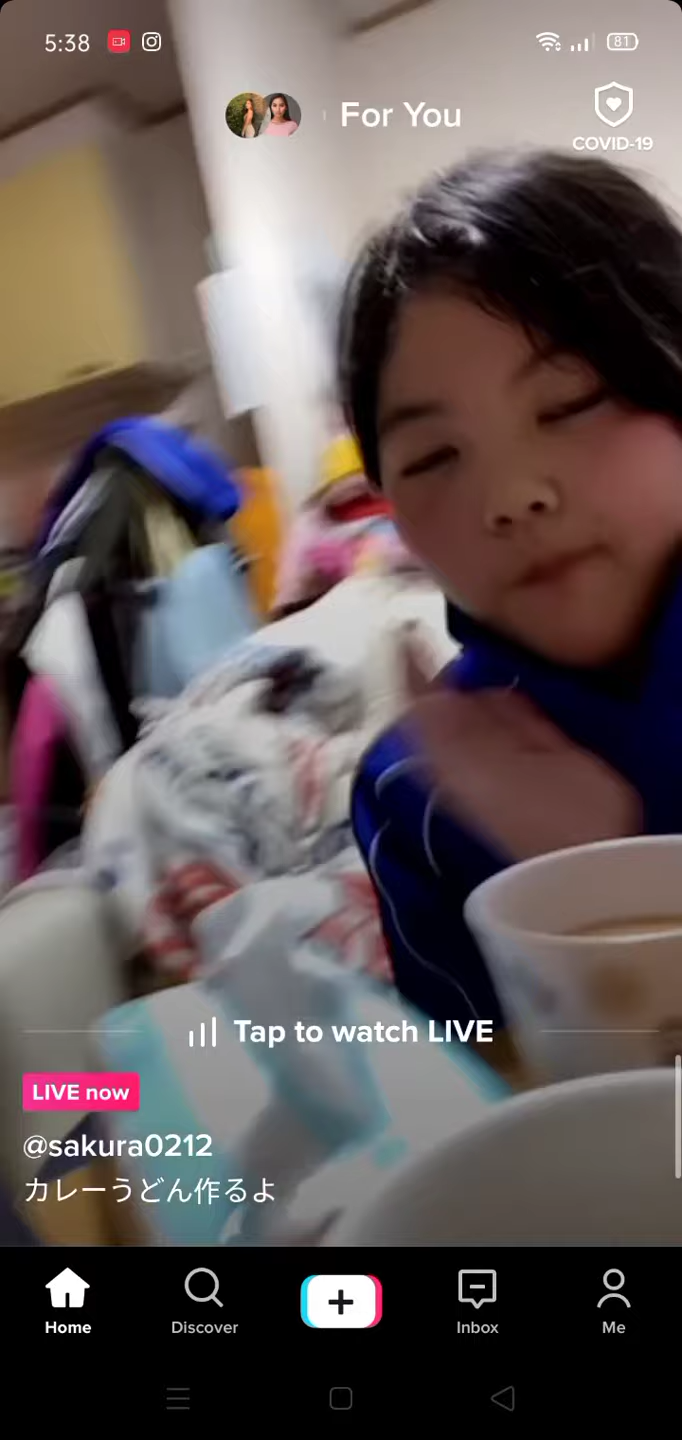 5:38
81
For You
COVID-19
Tap to watch LIVE
LIVE now
@sakura0212
カレーうどん作るよ
Home
Discover
Inbox
Me